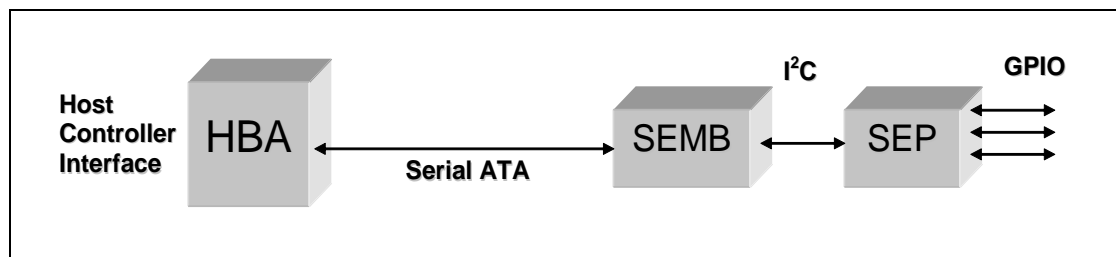 Host
Controller
Interface
HBA
Serial ATA
SEMB
I²C
SEP
GPIO